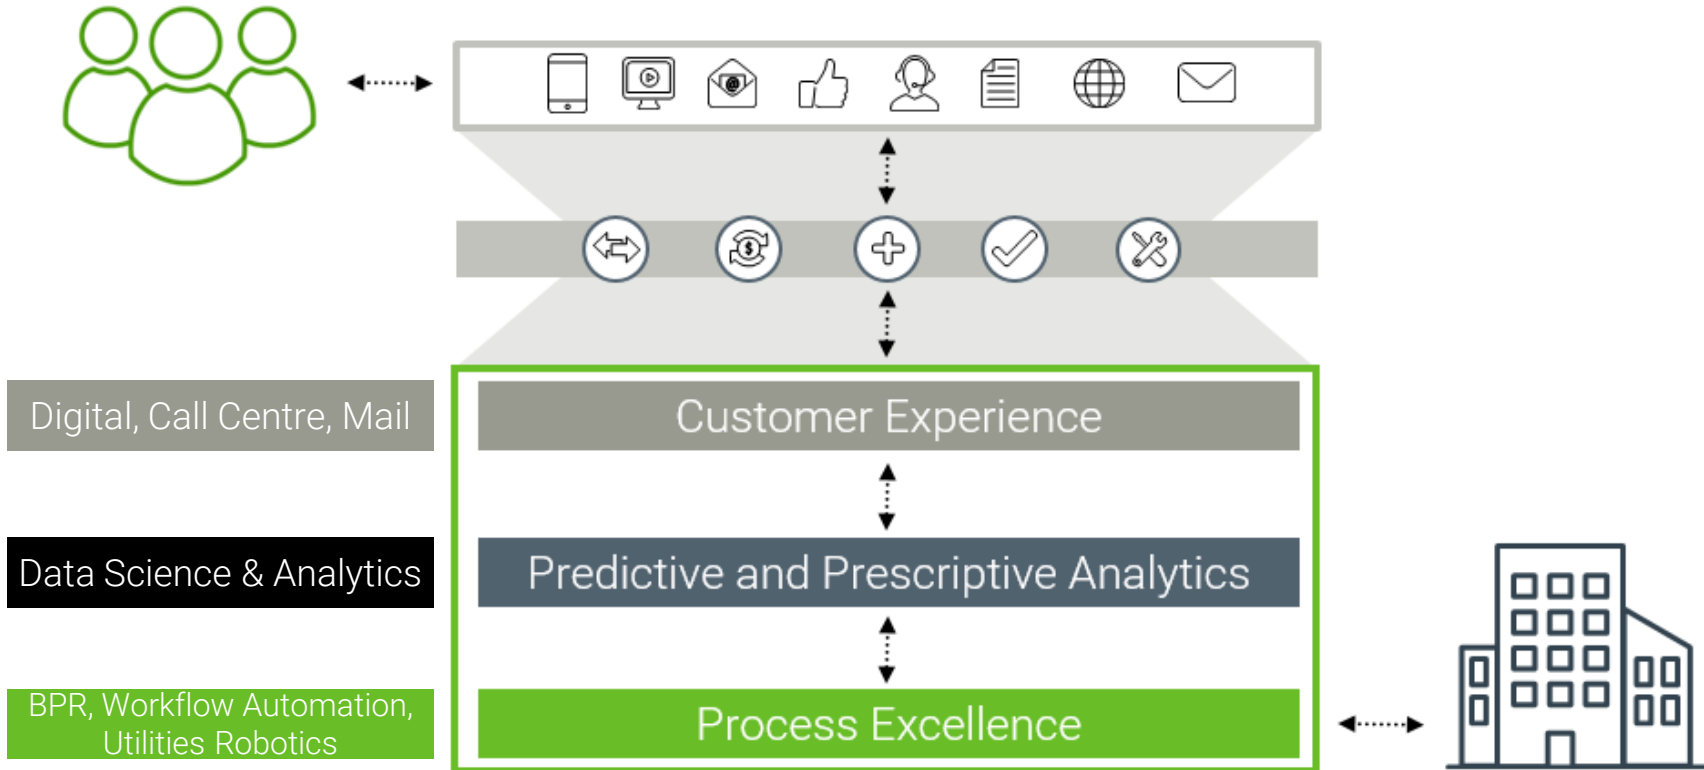 Digital, Call Centre, Mail
Customer Experience
Data Science & Analytics
Predictive and Prescriptive Analytics
BPR, Workflow Automation,
Utilities Robotics
Process Excellence